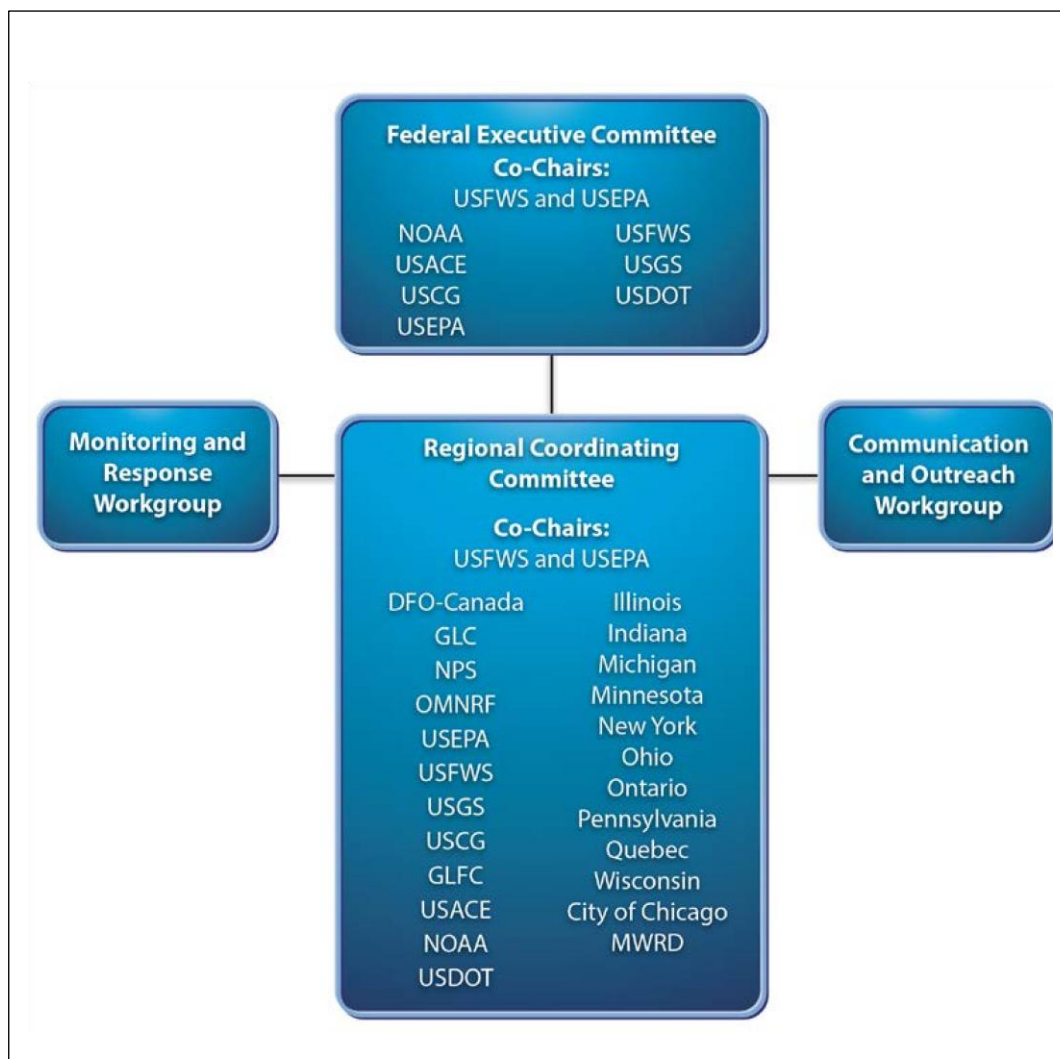 Federal Executive Committee
Co-Chairs:
USFWS and USEPA
NOAA
USACE
USCG
USEPA
USFWS
USGS
USDOT
Monitoring and
Response
Workgroup
Regional Coordinating
Committee
Co-Chairs:
USFWS and USEPA
DFO-Canada
GLC
NPS
OMNRF
USEPA
USFWS
USGS
USCG
GLFC
USACE
NOAA
USDOT
Illinois
Indiana
Michigan
Minnesota
New York
Ohio
Ontario
Pennsylvania
Quebec
Wisconsin
City of Chicago
MWRD
Communication
and Outreach
Workgroup